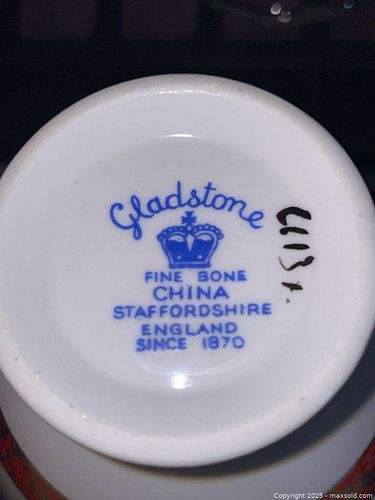 Gladstone
FINE BONE
CHINA
STAFFORDSHIRE
ENGLAND
SINCE 1870
Copyright 2025 - maxsold.com